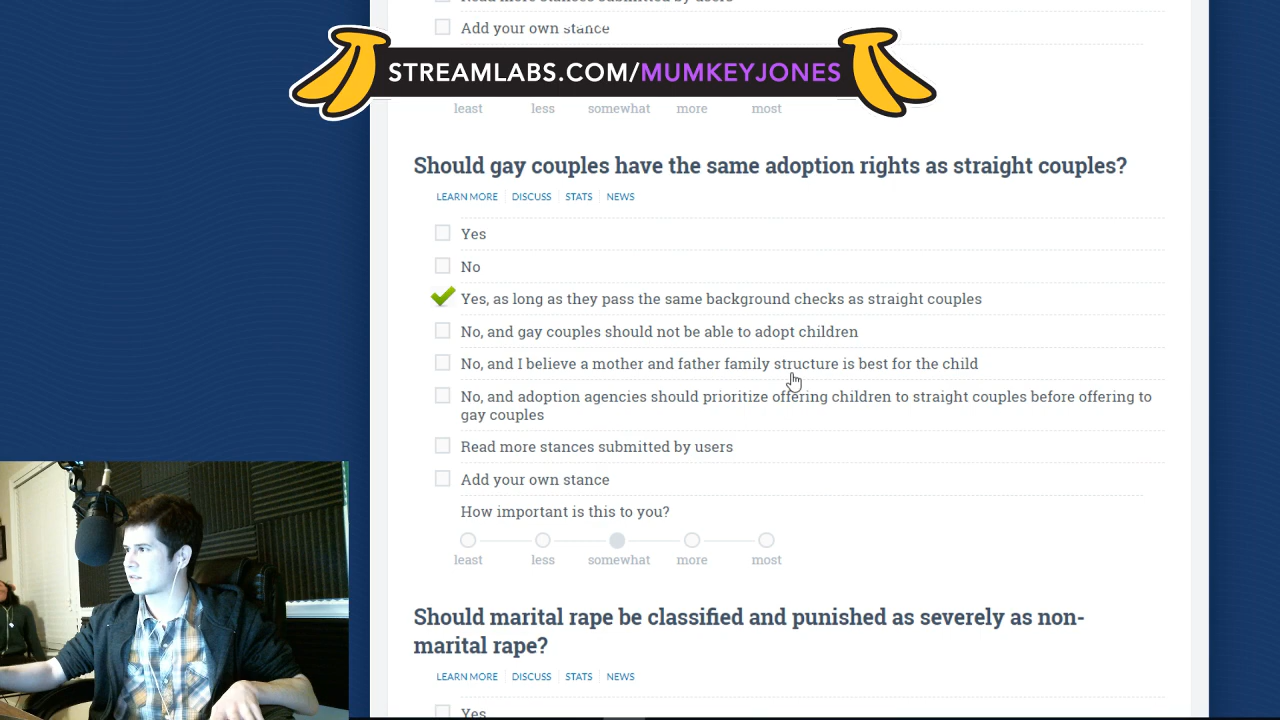 Add your own stance
STREAMLABS.COM/MUMKEYJONES
least less somewhat more most
Should gay couples have the same adoption rights as straight couples?
LEARN MORE DISCUSS STATS NEWS
Yes
No
Yes, as long as they pass the same background checks as straight couples
No, and gay couples should not be able to adopt children
No, and I believe a mother and father family structure is best for the child
No, and adoption agencies should prioritize offering children to straight couples before offering to
gay couples
Read more stances submitted by users
Add your own stance
How important is this to you?
least less somewhat more most
Should marital rape be classified and punished as severely as non-
marital rape?
LEARN MORE DISCUSS STATS NEWS
Yes